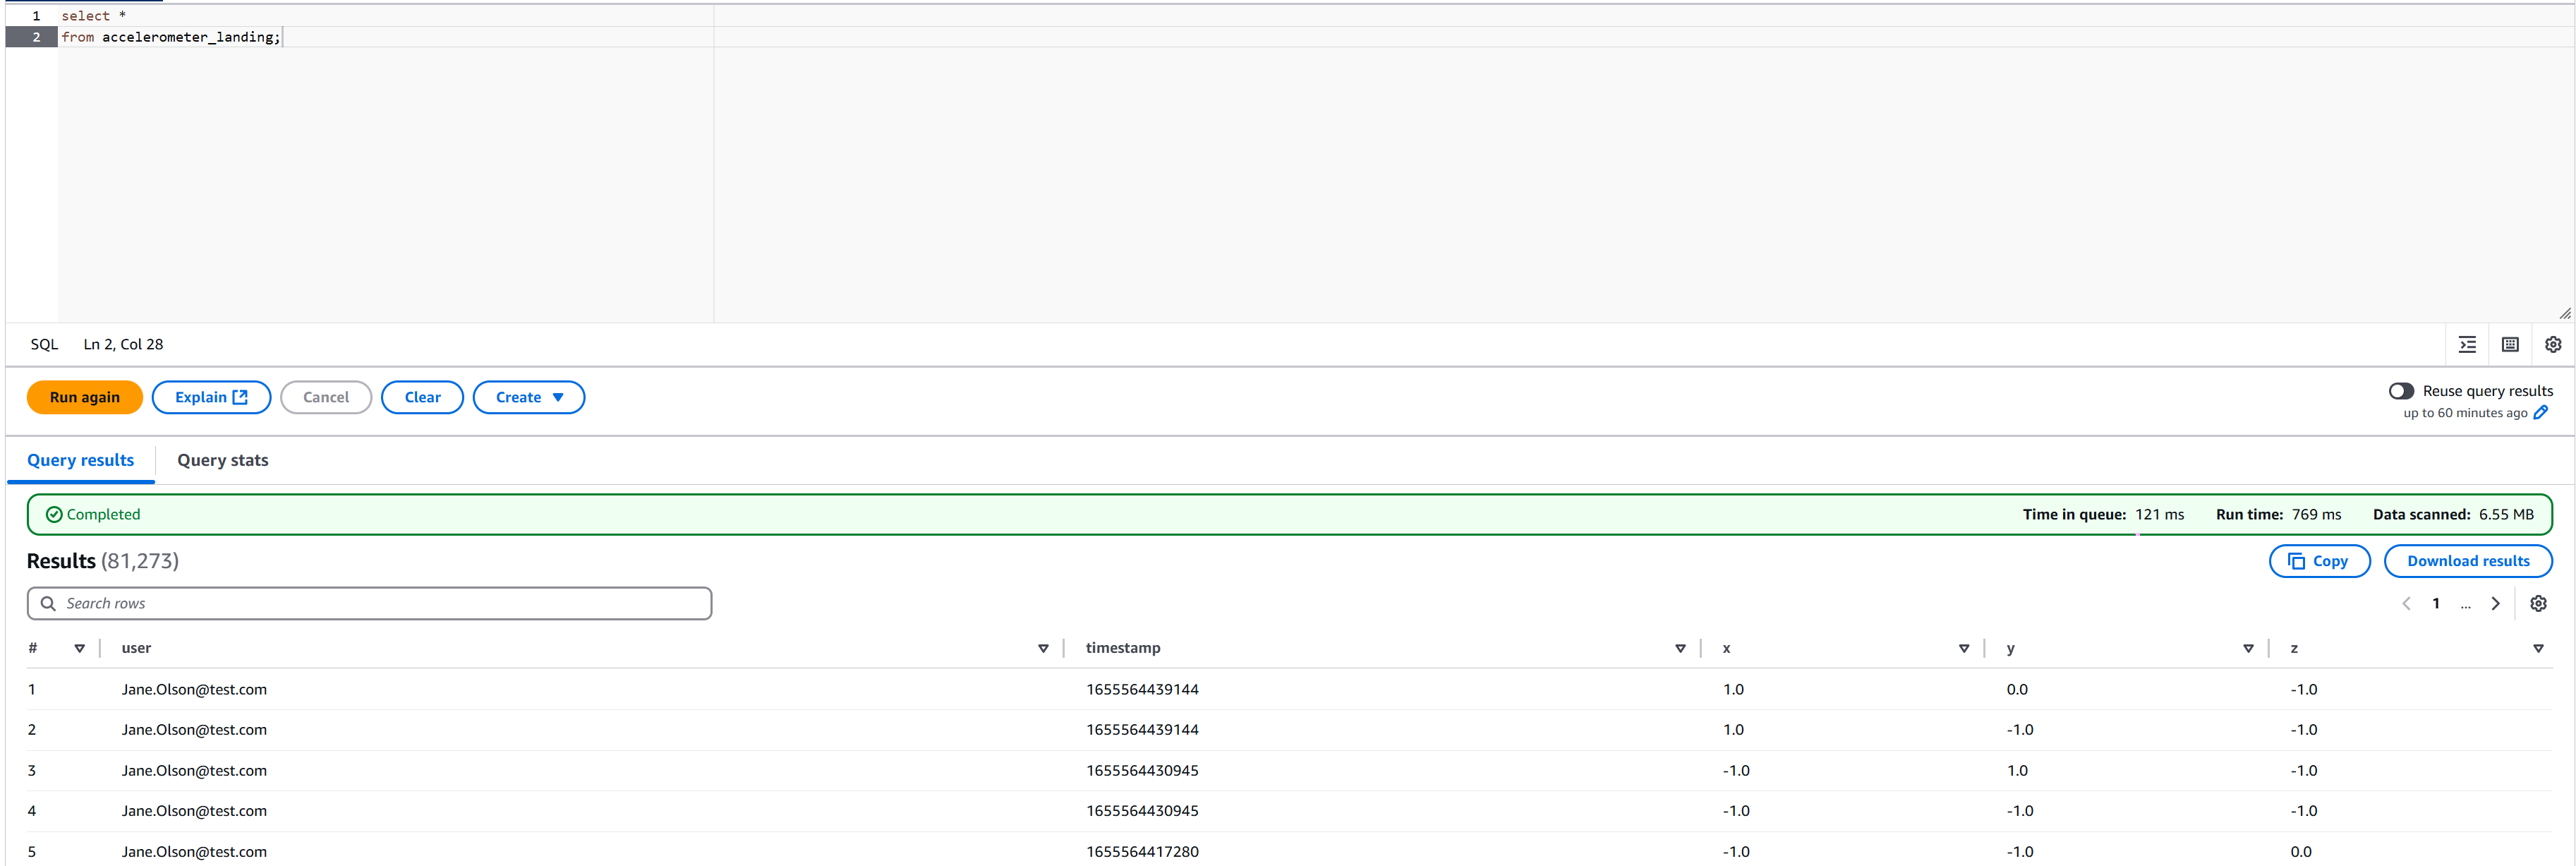 1 select *
2 from accelerometer_landing;
SQL Ln 2, Col 28
Run again Explain Cancel Clear Create Reuse query results
up to 60 minutes ago
Query results Query stats
Completed Time in queue: 121 ms Run time: 769 ms Data scanned: 6.55 MB
Results (81,273) Copy Download results
Search rows 1 ...
# user timestamp x y z
1 Jane.Olson@test.com 1655564439144 1.0 0.0 -1.0
2 Jane.Olson@test.com 1655564439144 1.0 -1.0 -1.0
3 Jane.Olson@test.com 1655564430945 -1.0 1.0 -1.0
4 Jane.Olson@test.com 1655564430945 -1.0 -1.0 -1.0
5 Jane.Olson@test.com 1655564417280 -1.0 -1.0 0.0